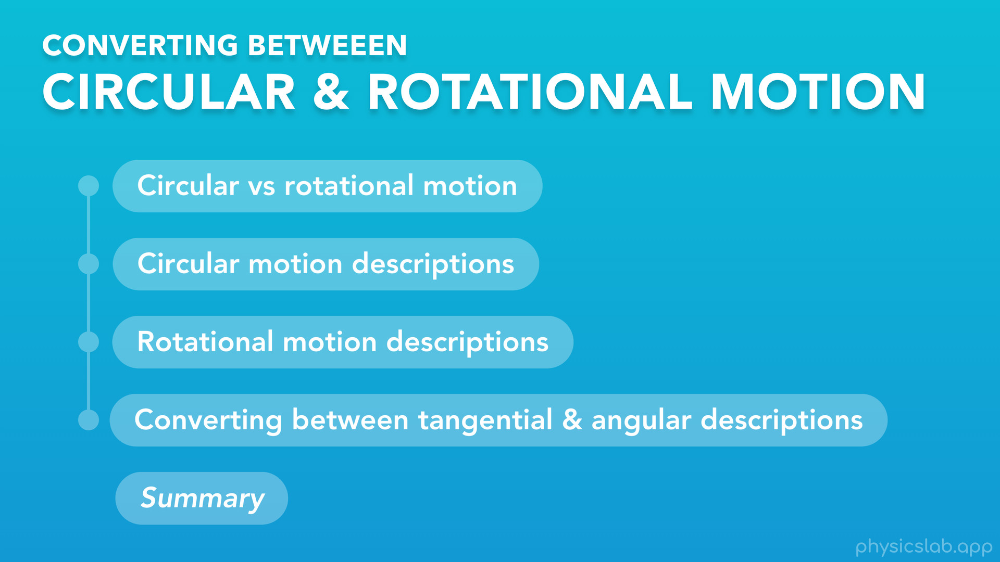 CONVERTING BETWEEEN
CIRCULAR & ROTATIONAL MOTION
Circular vs rotational motion
Circular motion descriptions
Rotational motion descriptions
Converting between tangential & angular descriptions
Summary
physicslab.app